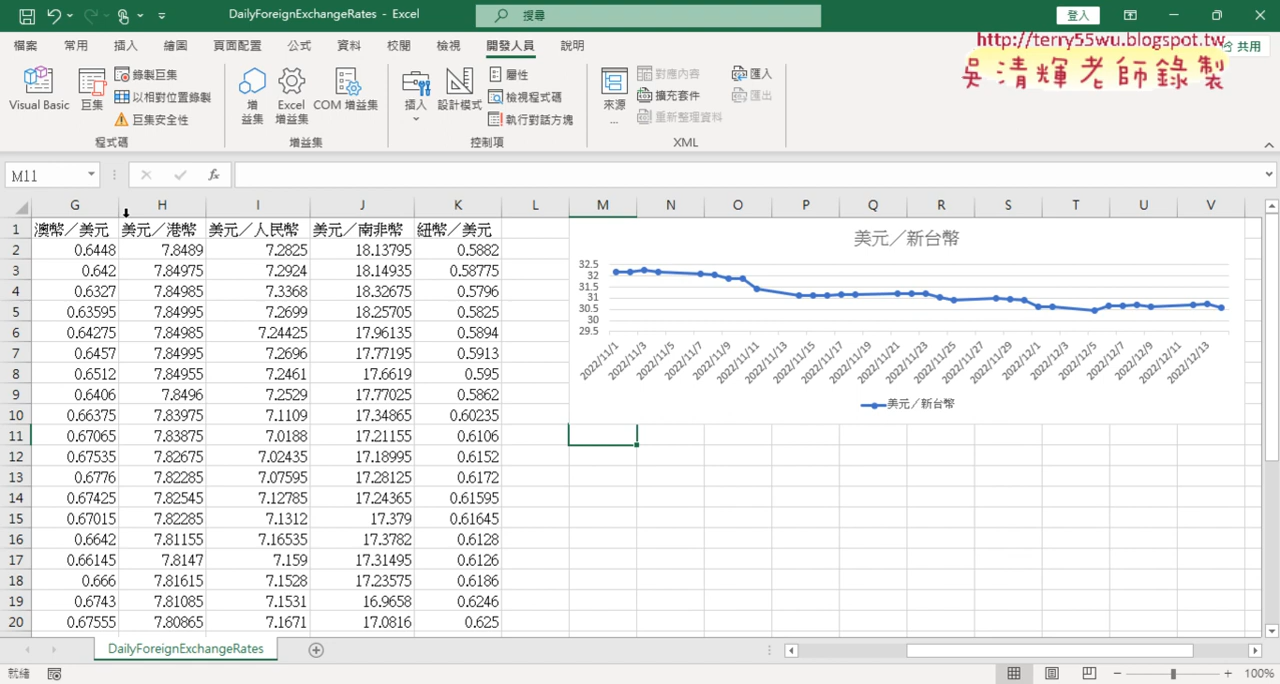 DailyForeignExchangeRates - Excel
搜尋
登入
http://terry55wu.blogspot.tw
吳清輝老師錄製
檔案 常用 插入 繪圖 頁面配置 公式 資料 校閱 檢視 開發人員 說明
共用
Visual Basic
巨集
錄製巨集
以相對位置錄製
巨集安全性
程式碼
增益集
Excel 增益集
COM 增益集
增益集
插入
設計模式
屬性
檢視程式碼
執行對話方塊
控制項
來源...
對應內容
擴充套件
重新整理資料
匯入
匯出
XML
M11
fx
G H I J K L M N O P Q R S T U V
1 澳幣／美元 美元／港幣 美元／人民幣 美元／南非幣 紐幣／美元
2 0.6448 7.8489 7.2825 18.13795 0.5882
3 0.642 7.84975 7.2924 18.14935 0.58775
4 0.6327 7.84985 7.3368 18.32675 0.5796
5 0.63595 7.84995 7.2699 18.25705 0.5825
6 0.64275 7.84985 7.24425 17.96135 0.5894
7 0.6457 7.84995 7.2696 17.77195 0.5913
8 0.6512 7.84955 7.2461 17.6619 0.595
9 0.6406 7.8496 7.2529 17.77025 0.5862
10 0.66375 7.83975 7.1109 17.34865 0.60235
11 0.67065 7.83875 7.0188 17.21155 0.6106
12 0.67535 7.82675 7.02435 17.18995 0.6152
13 0.6776 7.82285 7.07595 17.28125 0.6172
14 0.67425 7.82545 7.12785 17.24365 0.61595
15 0.67015 7.82285 7.1312 17.379 0.61645
16 0.6642 7.81155 7.16535 17.3782 0.6128
17 0.66145 7.8147 7.159 17.31495 0.6126
18 0.666 7.81615 7.1528 17.23575 0.6186
19 0.6743 7.81085 7.1531 16.9658 0.6246
20 0.67555 7.80865 7.1671 17.0816 0.625
美元／新台幣
32.5
32
31.5
31
30.5
30
29.5
2022/11/1 2022/11/3 2022/11/5 2022/11/7 2022/11/9 2022/11/11 2022/11/13 2022/11/15 2022/11/17 2022/11/19 2022/11/21 2022/11/23 2022/11/25 2022/11/27 2022/11/29 2022/12/1 2022/12/3 2022/12/5 2022/12/7 2022/12/9 2022/12/11 2022/12/13
美元／新台幣
DailyForeignExchangeRates
就緒
100%